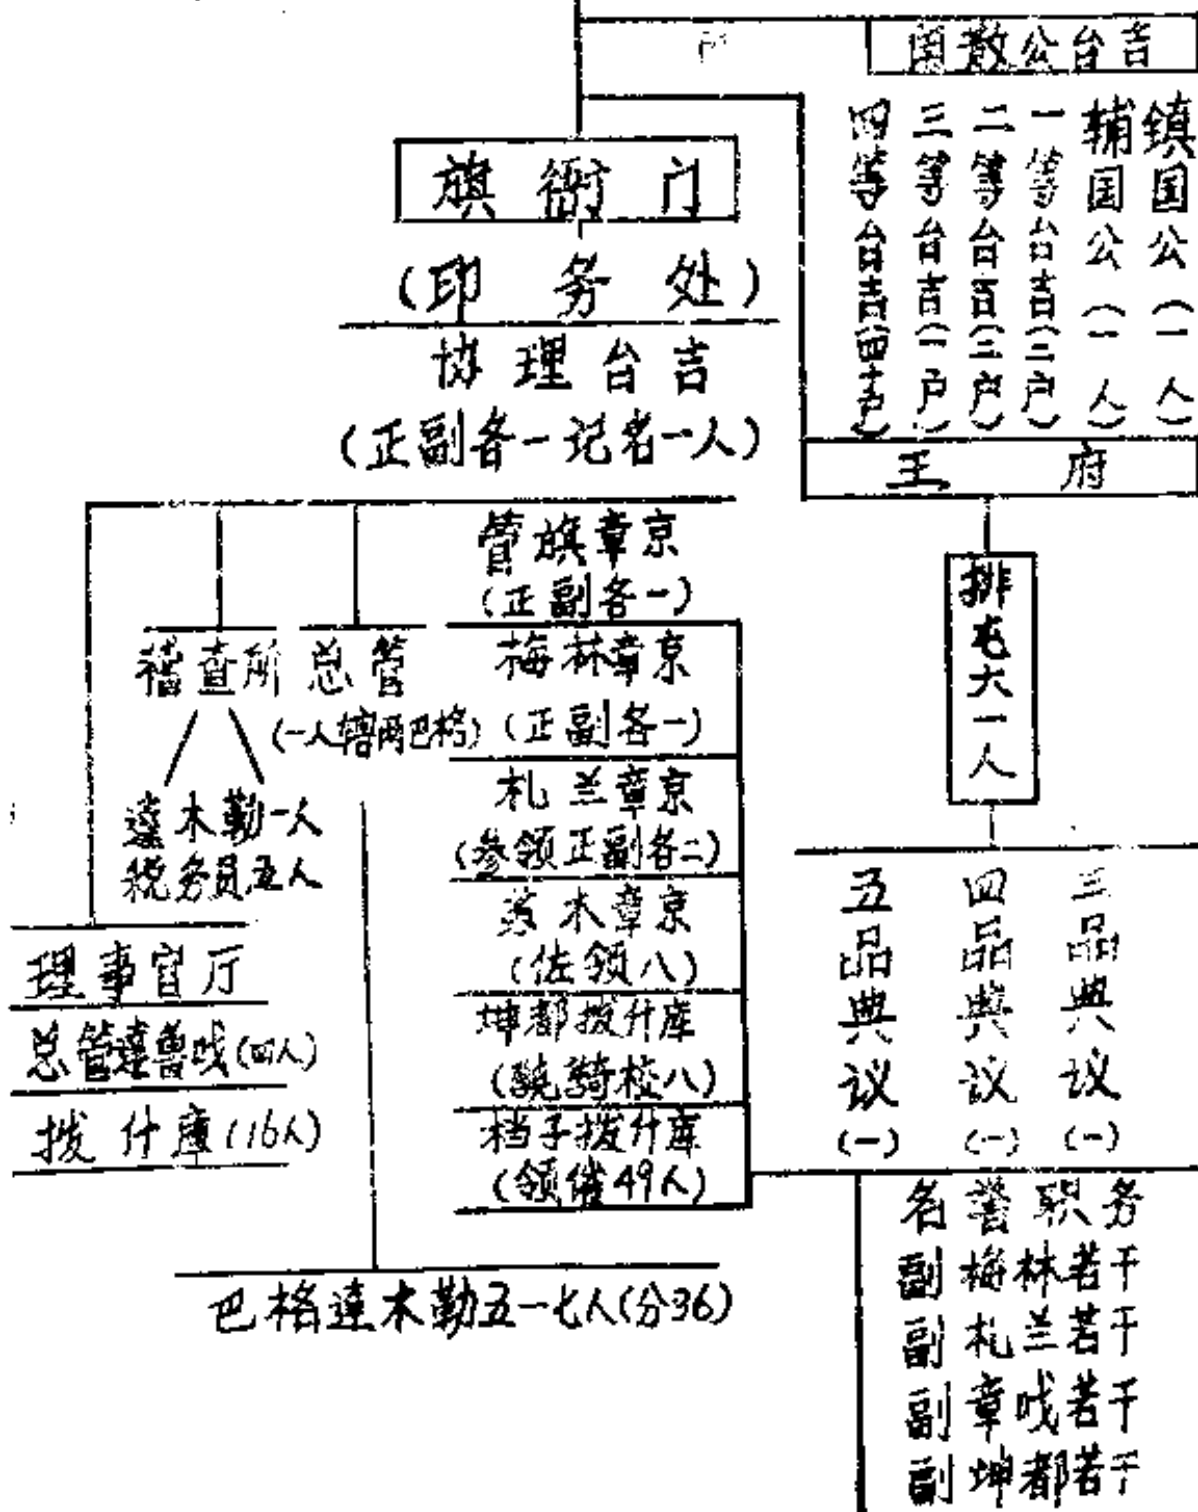 闲散公台吉
镇国公(一人)
辅国公(一人)
一等台吉(二户)
二等台吉(三户)
三等台吉(一户)
四等台吉(四十户)
旗衙门
(印务处)
协理台吉
(正副各一记名一人)
王府
管旗章京
(正副各一)
排毛大一人
稽查所
总管
(一人辖两巴格)
梅林章京
(正副各一)
札兰章京
(参领正副各二)
达木勤一人
税务员五人
木章京
(佐领八)
三品典议(一)
四品典议(一)
五品典议(一)
理事官厅
总管达鲁戏(四人)
拨什库(16人)
坤都拨什库
(骁骑校八)
档子拨什库
(领催49人)
名誉职务
副梅林若干
副札兰若干
副章戏若干
副坤都若干
巴格达木勤五一七人(分36)